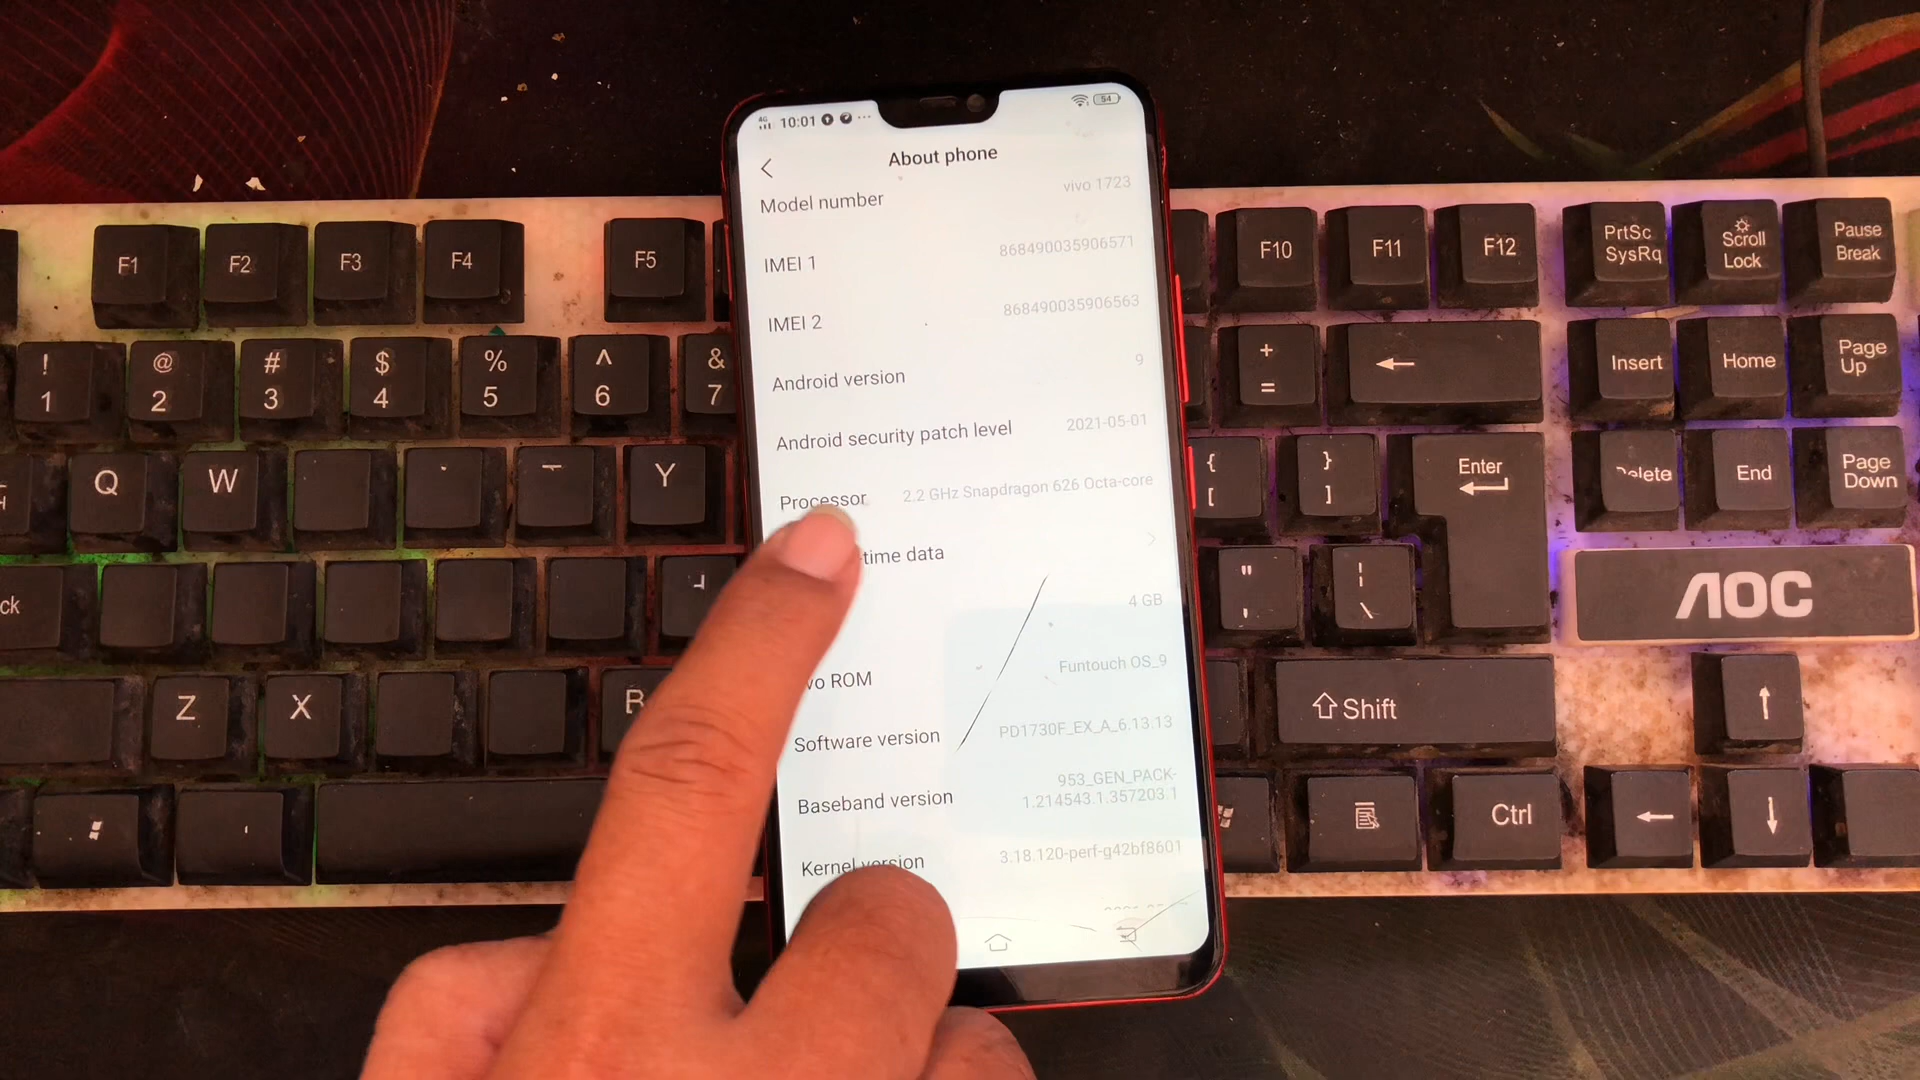 4G 10:01 54
About phone
Model number vivo 1723
IMEI 1 868490035906571
IMEI 2 868490035906563
Android version 9
Android security patch level 2021-05-01
Processor 2.2 GHz Snapdragon 626 Octa-core
-time data
4 GB
vo ROM Funtouch OS_9
Software version PD1730F_EX_A_6.13.13
Baseband version 953_GEN_PACK-
1.214543.1.357203.1
Kernel version 3.18.120-perf-g42bf8601
F1 F2 F3 F4 F5 F10 F11 F12 PrtSc
SysRq Scroll
Lock Pause
Break
! @ # $ % ^ & +
1 2 3 4 5 6 7 =
Insert Home Page
Up
Q W Y { }
[ ]
Enter
elete End Page
Down
ck " ¦
' \
AOC
Z X B Shift
Ctrl